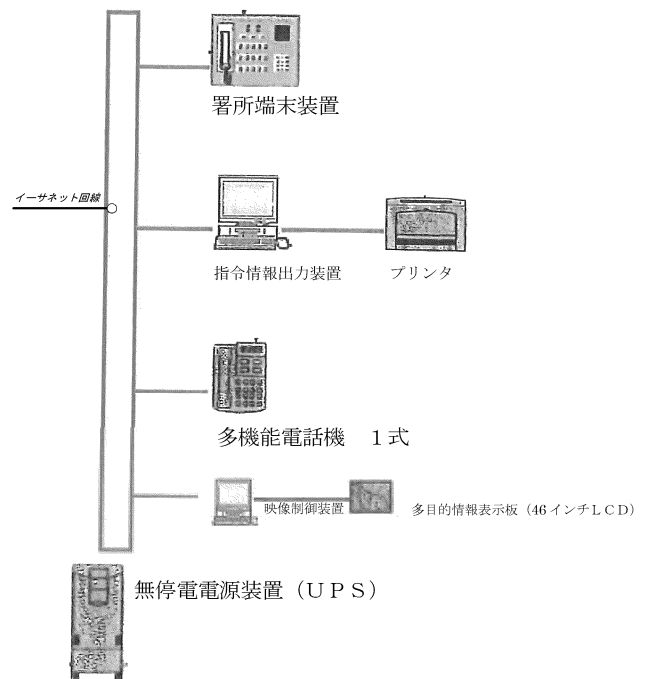 署所端末装置
イーサネット回線
指令情報出力装置
プリンタ
多機能電話機　１式
映像制御装置
多目的情報表示板（46インチＬＣＤ）
無停電電源装置（ＵＰＳ）